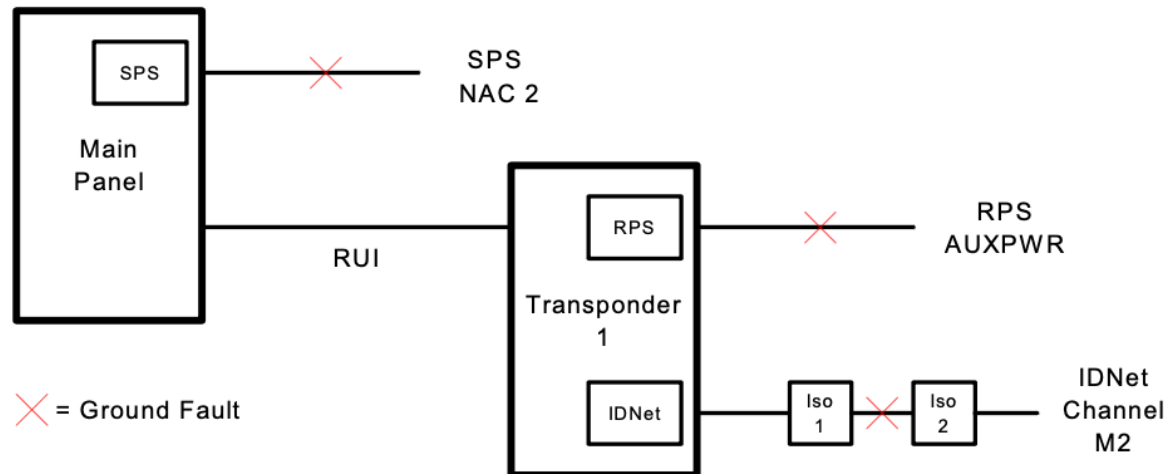 SPS
SPS
NAC 2
Main
Panel
RUI
RPS
RPS
AUXPWR
Transponder
1
IDNet
Iso
1
Iso
2
IDNet
Channel
M2
= Ground Fault